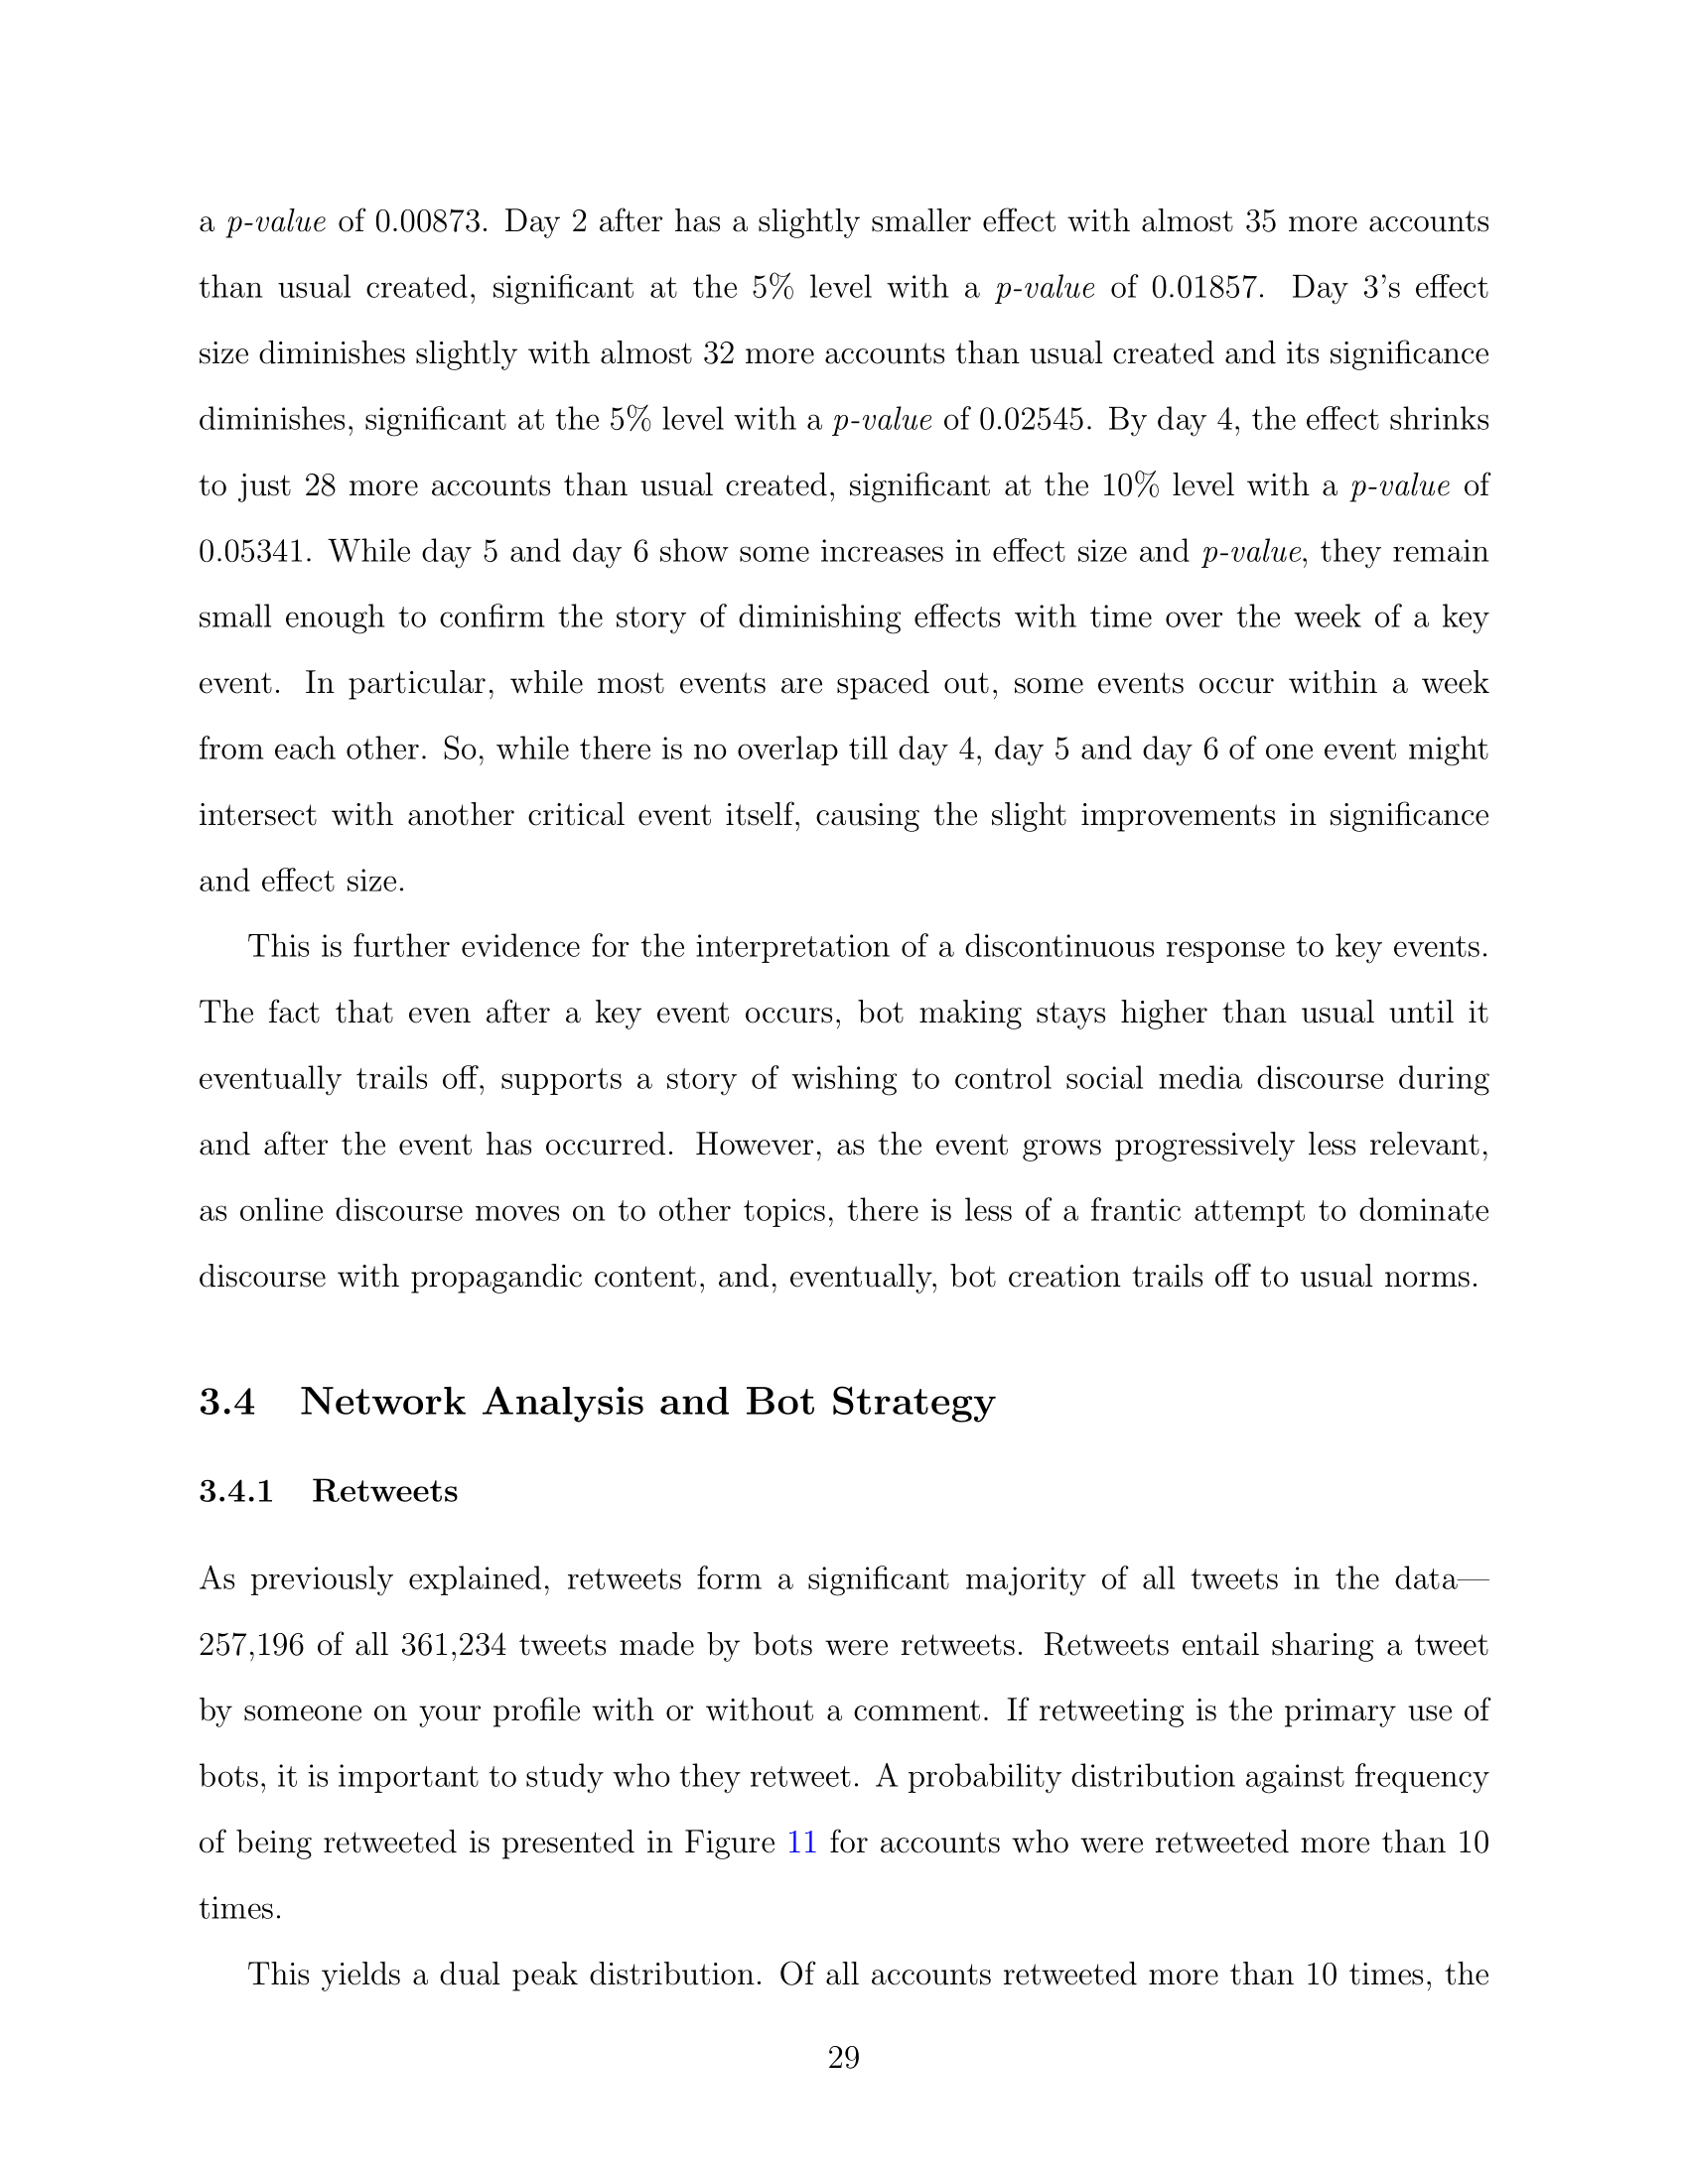 a p-value of 0.00873. Day 2 after has a slightly smaller effect with almost 35 more accounts
than usual created, significant at the 5% level with a p-value of 0.01857. Day 3's effect
size diminishes slightly with almost 32 more accounts than usual created and its significance
diminishes, significant at the 5% level with a p-value of 0.02545. By day 4, the effect shrinks
to just 28 more accounts than usual created, significant at the 10% level with a p-value of
0.05341. While day 5 and day 6 show some increases in effect size and p-value, they remain
small enough to confirm the story of diminishing effects with time over the week of a key
event. In particular, while most events are spaced out, some events occur within a week
from each other. So, while there is no overlap till day 4, day 5 and day 6 of one event might
intersect with another critical event itself, causing the slight improvements in significance
and effect size.
This is further evidence for the interpretation of a discontinuous response to key events.
The fact that even after a key event occurs, bot making stays higher than usual until it
eventually trails off, supports a story of wishing to control social media discourse during
and after the event has occurred. However, as the event grows progressively less relevant,
as online discourse moves on to other topics, there is less of a frantic attempt to dominate
discourse with propagandic content, and, eventually, bot creation trails off to usual norms.
3.4 Network Analysis and Bot Strategy
3.4.1 Retweets
As previously explained, retweets form a significant majority of all tweets in the data—
257,196 of all 361,234 tweets made by bots were retweets. Retweets entail sharing a tweet
by someone on your profile with or without a comment. If retweeting is the primary use of
bots, it is important to study who they retweet. A probability distribution against frequency
of being retweeted is presented in Figure 11 for accounts who were retweeted more than 10
times.
This yields a dual peak distribution. Of all accounts retweeted more than 10 times, the
29